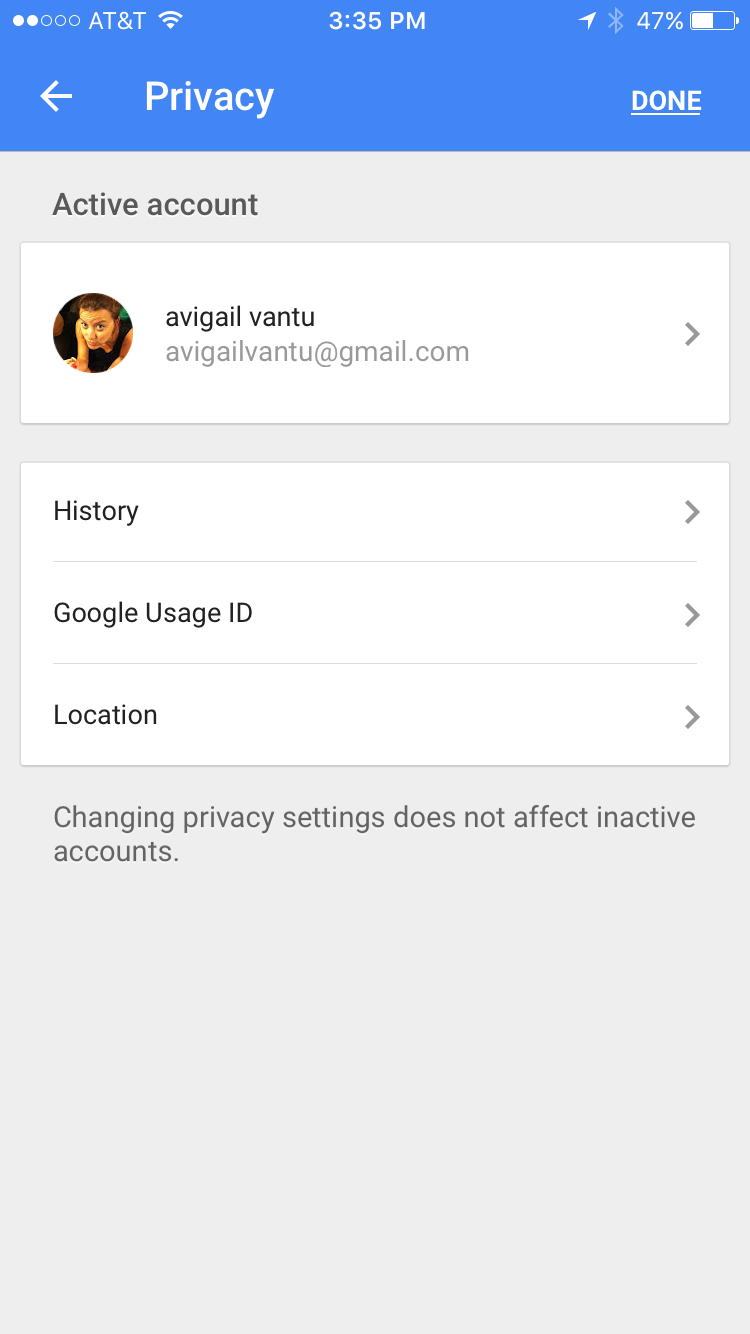 AT&T 3:35 PM 47%
Privacy DONE
Active account
avigail vantu
avigailvantu@gmail.com
History
Google Usage ID
Location
Changing privacy settings does not affect inactive
accounts.